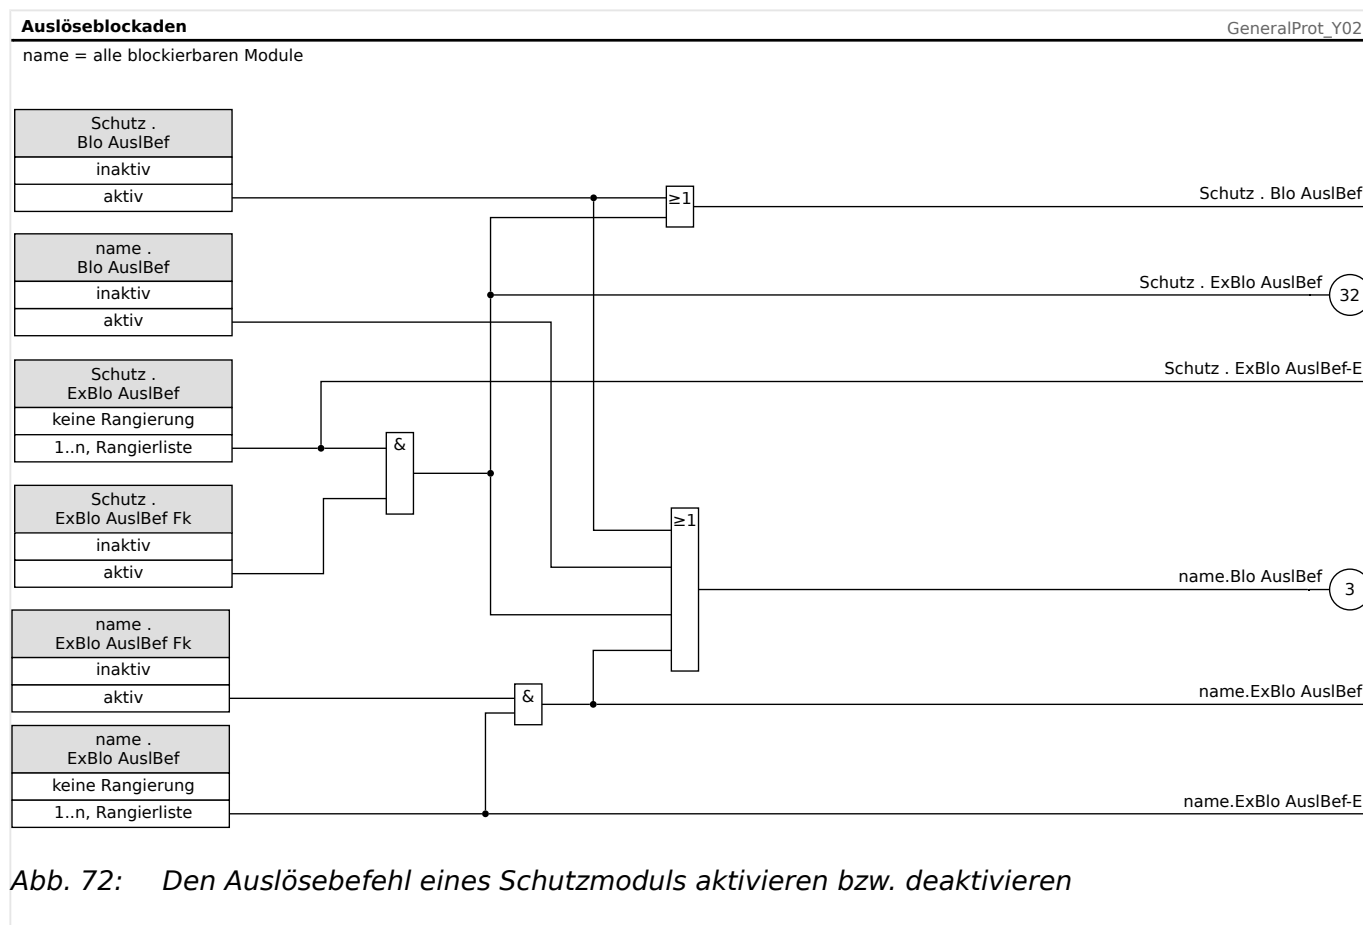 Auslöseblockaden
GeneralProt_Y02
name = alle blockierbaren Module
Schutz .
Blo AuslBef
inaktiv
aktiv
≥1
Schutz . Blo AuslBef
name .
Blo AuslBef
inaktiv
aktiv
Schutz . ExBlo AuslBef
32
Schutz .
ExBlo AuslBef
keine Rangierung
1..n, Rangierliste
&
Schutz . ExBlo AuslBef-E
Schutz .
ExBlo AuslBef Fk
inaktiv
aktiv
≥1
name.Blo AuslBef
3
name .
ExBlo AuslBef Fk
inaktiv
aktiv
&
name.ExBlo AuslBef
name .
ExBlo AuslBef
keine Rangierung
1..n, Rangierliste
name.ExBlo AuslBef-E
Abb. 72: Den Auslösebefehl eines Schutzmoduls aktivieren bzw. deaktivieren